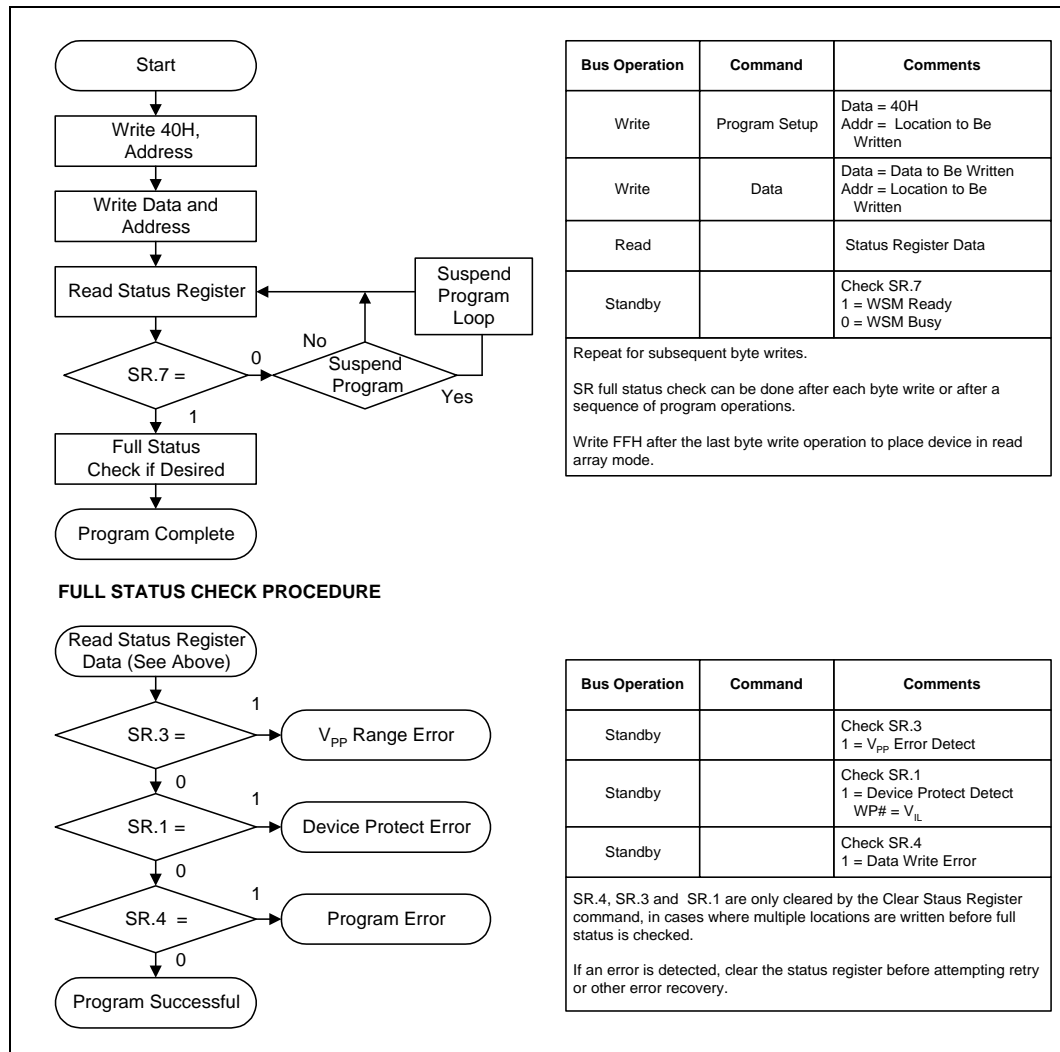 Start
Write 40H,
Address
Write Data and
Address
Read Status Register
Suspend
Program
Loop
No
0
SR.7 =
Suspend
Program
Yes
1
Full Status
Check if Desired
Program Complete
Bus Operation Command Comments
Write Program Setup Data = 40H
Addr = Location to Be
Written
Write Data Data = Data to Be Written
Addr = Location to Be
Written
Read Status Register Data
Standby Check SR.7
1 = WSM Ready
0 = WSM Busy
Repeat for subsequent byte writes.
SR full status check can be done after each byte write or after a
sequence of program operations.
Write FFH after the last byte write operation to place device in read
array mode.
FULL STATUS CHECK PROCEDURE
Read Status Register
Data (See Above)
1
SR.3 =
VPP Range Error
0
1
SR.1 =
Device Protect Error
0
1
SR.4 =
Program Error
0
Program Successful
Bus Operation Command Comments
Standby Check SR.3
1 = VPP Error Detect
Standby Check SR.1
1 = Device Protect Detect
WP# = VIL
Standby Check SR.4
1 = Data Write Error
SR.4, SR.3 and SR.1 are only cleared by the Clear Staus Register
command, in cases where multiple locations are written before full
status is checked.
If an error is detected, clear the status register before attempting retry
or other error recovery.